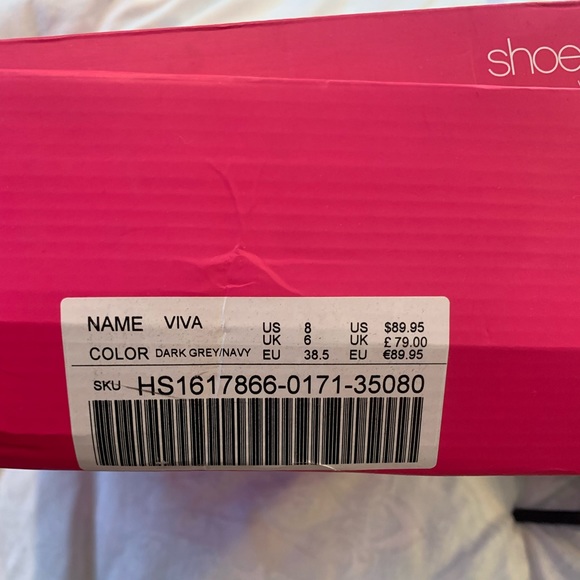 shoe
NAME VIVA US 8 US $89.95
UK 6 £79.00
COLOR DARK GREY/NAVY EU 38.5 EU €89.95
SKU HS1617866-0171-35080